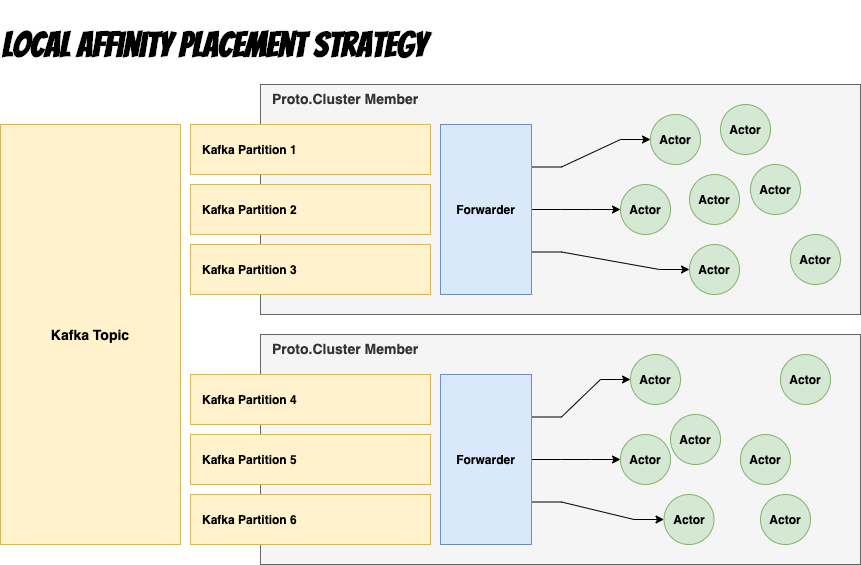 LOCAL AFFINITY PLACEMENT STRATEGY
Proto.Cluster Member
Kafka Topic
Kafka Partition 1
Kafka Partition 2
Kafka Partition 3
Forwarder
Actor
Actor
Actor
Actor
Actor
Actor
Actor
Proto.Cluster Member
Kafka Partition 4
Kafka Partition 5
Kafka Partition 6
Forwarder
Actor
Actor
Actor
Actor
Actor
Actor
Actor